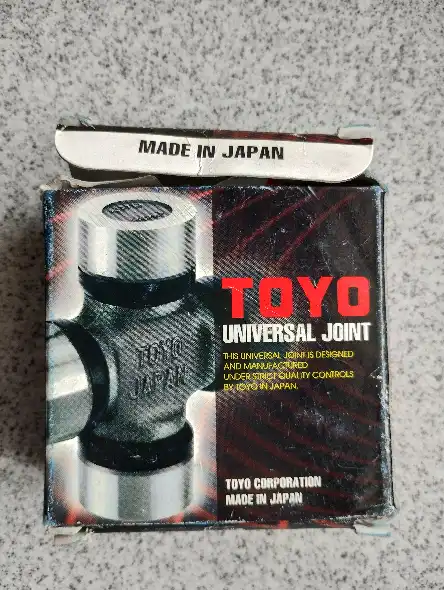 MADE IN JAPAN
TOYO
UNIVERSAL JOINT
THIS UNIVERSAL JOINT IS DESIGNED
AND MANUFACTURED
UNDER STRICT QUALITY CONTROLS
BY TOYO IN JAPAN.
TOYO
JAPAN
TOYO CORPORATION
MADE IN JAPAN